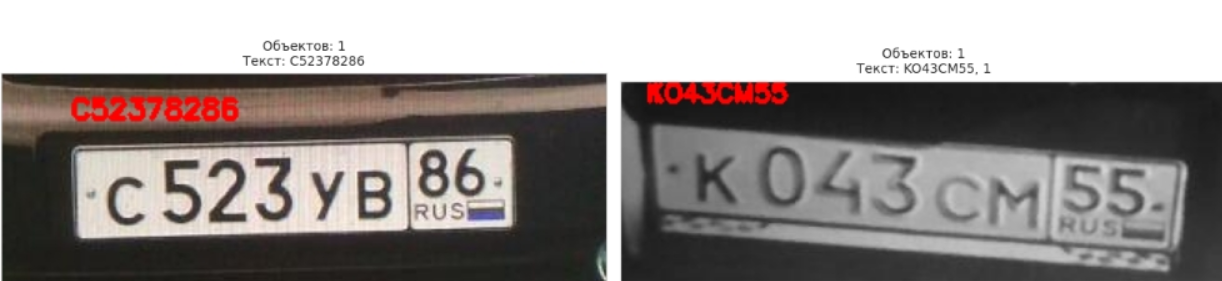 Объектов: 1
Текст: C52378286
C52378286
С 523 УВ 86
RUS
Объектов: 1
Текст: KO43CM55, 1
KO43CM55
К 043 СМ 55
RUS